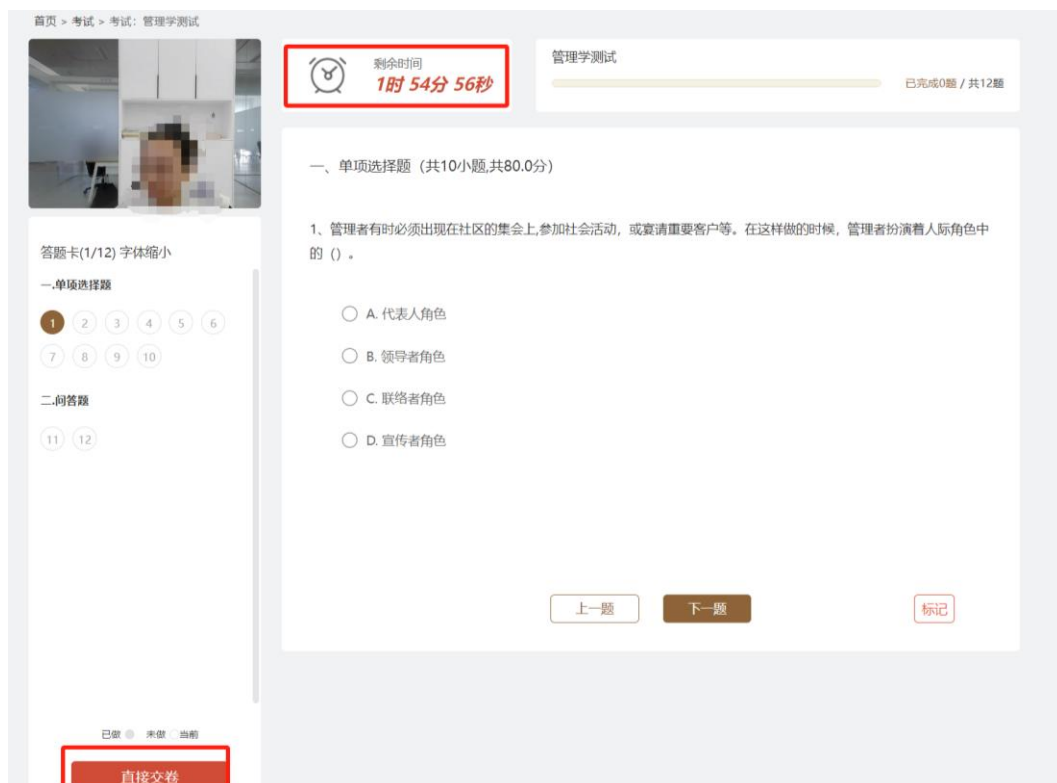 首页 > 考试 > 考试：管理学测试
剩余时间
1时 54分 56秒
管理学测试
已完成0题 / 共12题
一、单项选择题（共10小题,共80.0分）
1、管理者有时必须出现在社区的集会上,参加社会活动，或宴请重要客户等。在这样做的时候，管理者扮演着人际角色中
的（）。
A. 代表人角色
B. 领导者角色
C. 联络者角色
D. 宣传者角色
上一题
下一题
标记
答题卡(1/12) 字体缩小
一.单项选择题
1 2 3 4 5 6
7 8 9 10
二.问答题
11 12
已做 未做 当前
直接交卷